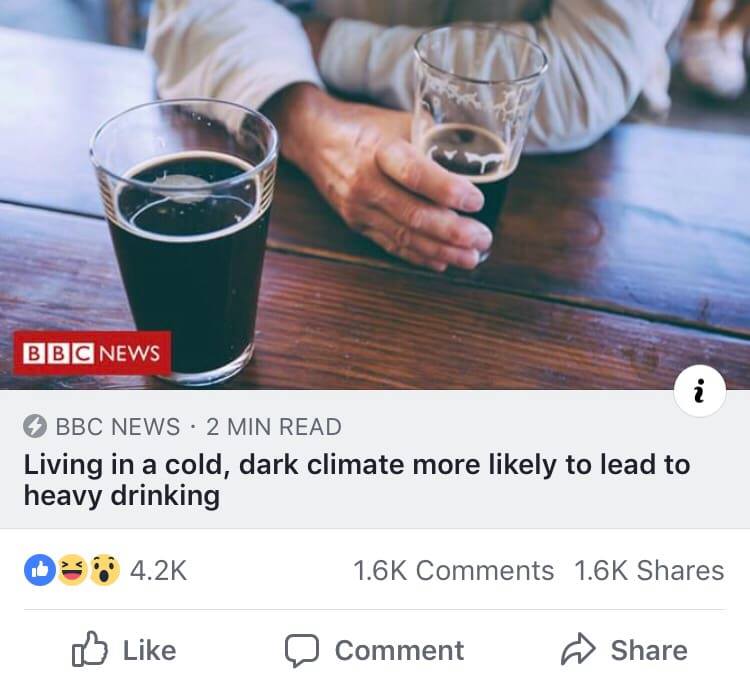 BBC NEWS
BBC NEWS · 2 MIN READ
Living in a cold, dark climate more likely to lead to
heavy drinking
4.2K 1.6K Comments 1.6K Shares
Like Comment Share